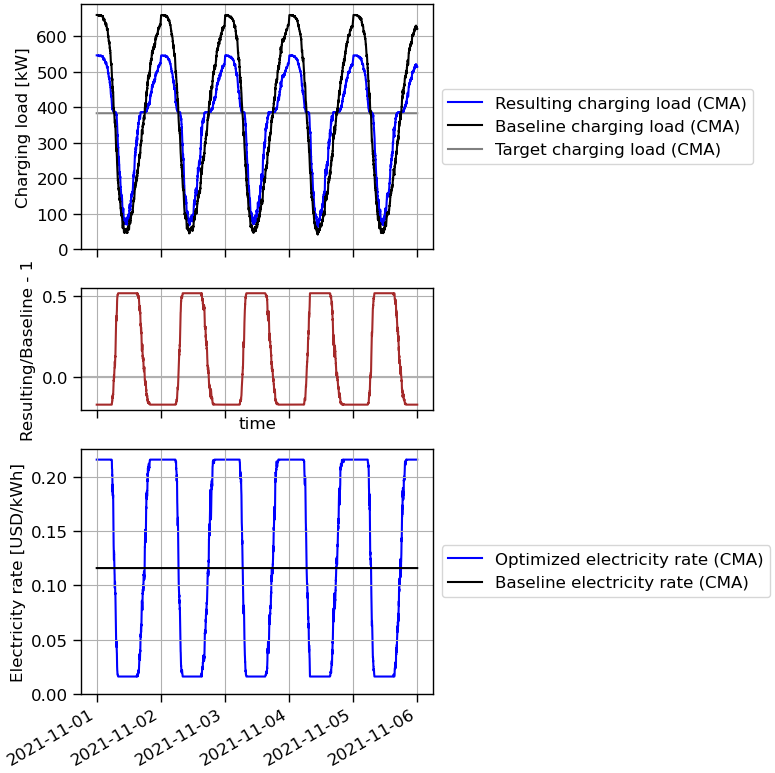 Charging load [kW]
600
500
400
300
200
100
0
Resulting charging load (CMA)
Baseline charging load (CMA)
Target charging load (CMA)
Resulting/Baseline - 1
0.5
0.0
time
Electricity rate [USD/kWh]
0.20
0.15
0.10
0.05
0.00
Optimized electricity rate (CMA)
Baseline electricity rate (CMA)
2021-11-01
2021-11-02
2021-11-03
2021-11-04
2021-11-05
2021-11-06